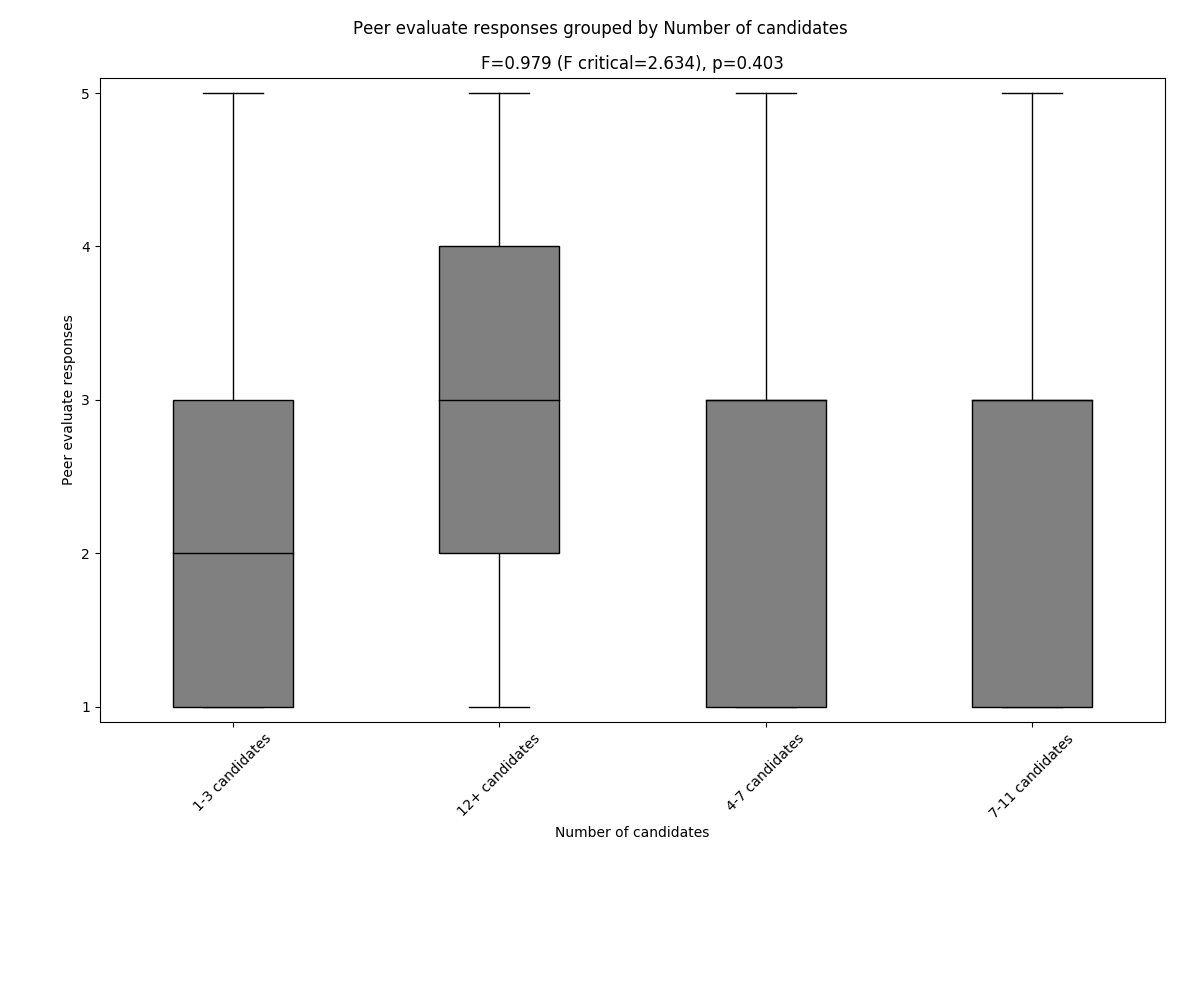 Peer evaluate responses grouped by Number of candidates
F=0.979 (F critical=2.634), p=0.403
5
4
3
2
1
Peer evaluate responses
1-3 candidates
12+ candidates
4-7 candidates
7-11 candidates
Number of candidates